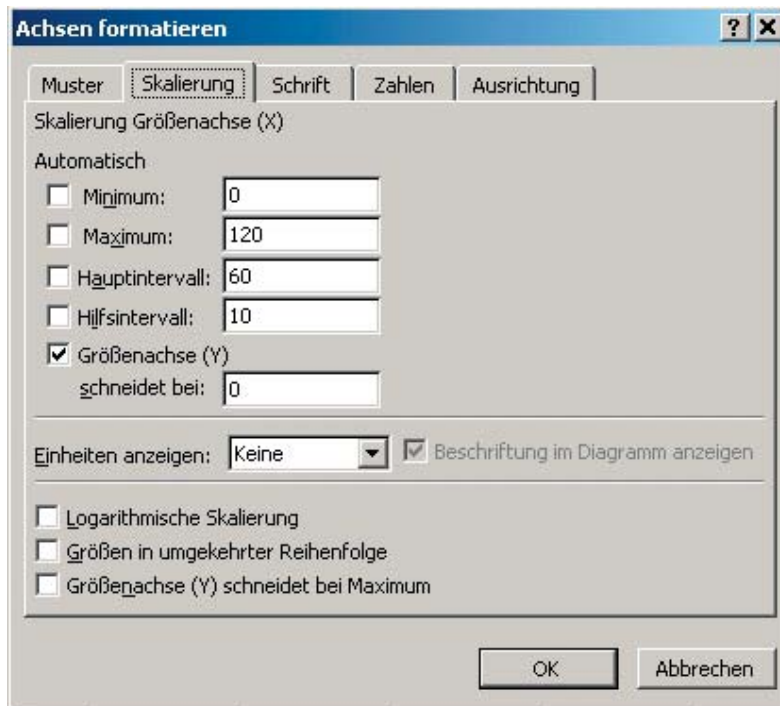 Achsen formatieren
Muster Skalierung Schrift Zahlen Ausrichtung
Skalierung Größenachse (X)
Automatisch
Minimum: 0
Maximum: 120
Hauptintervall: 60
Hilfsintervall: 10
Größenachse (Y)
schneidet bei: 0
Einheiten anzeigen: Keine Beschriftung im Diagramm anzeigen
Logarithmische Skalierung
Größen in umgekehrter Reihenfolge
Größenachse (Y) schneidet bei Maximum
OK Abbrechen